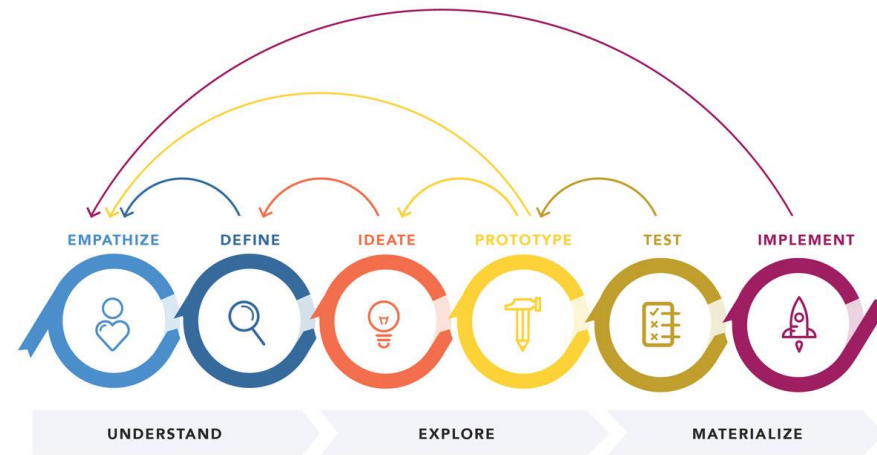 EMPATHIZE DEFINE IDEATE PROTOTYPE TEST IMPLEMENT
UNDERSTAND EXPLORE MATERIALIZE